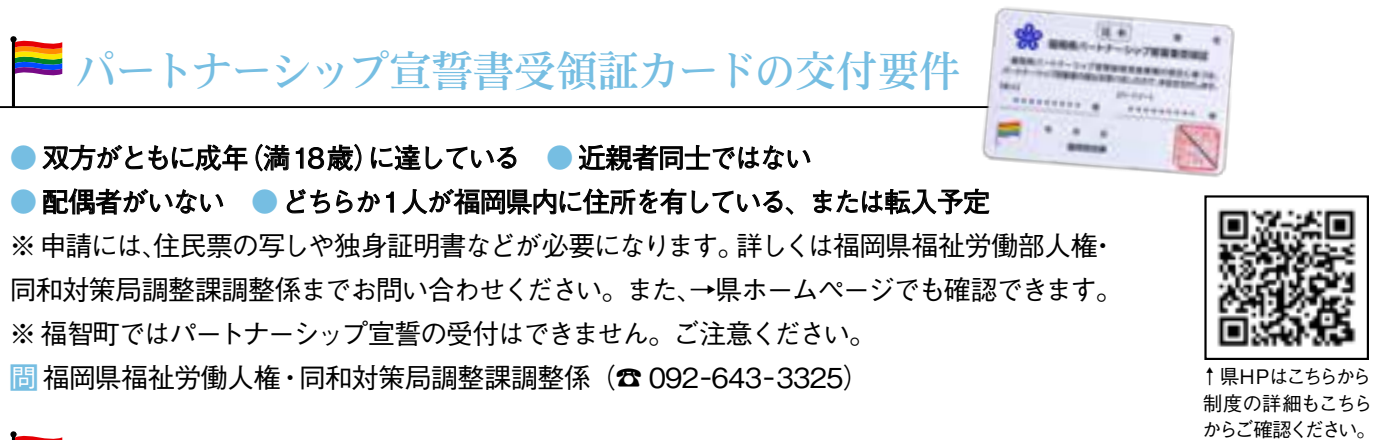 パートナーシップ宣誓書受領証カードの交付要件
● 双方がともに成年(満18歳)に達している ● 近親者同士ではない
● 配偶者がいない ● どちらか1人が福岡県内に住所を有している、または転入予定
※ 申請には、住民票の写しや独身証明書などが必要になります。詳しくは福岡県福祉労働部人権・
同和対策局調整課調整係までお問い合わせください。また、→県ホームページでも確認できます。
※ 福智町ではパートナーシップ宣誓の受付はできません。ご注意ください。
問 福岡県福祉労働人権・同和対策局調整課調整係(☎ 092-643-3325)
↑県HPはこちらから
制度の詳細もこちら
からご確認ください。